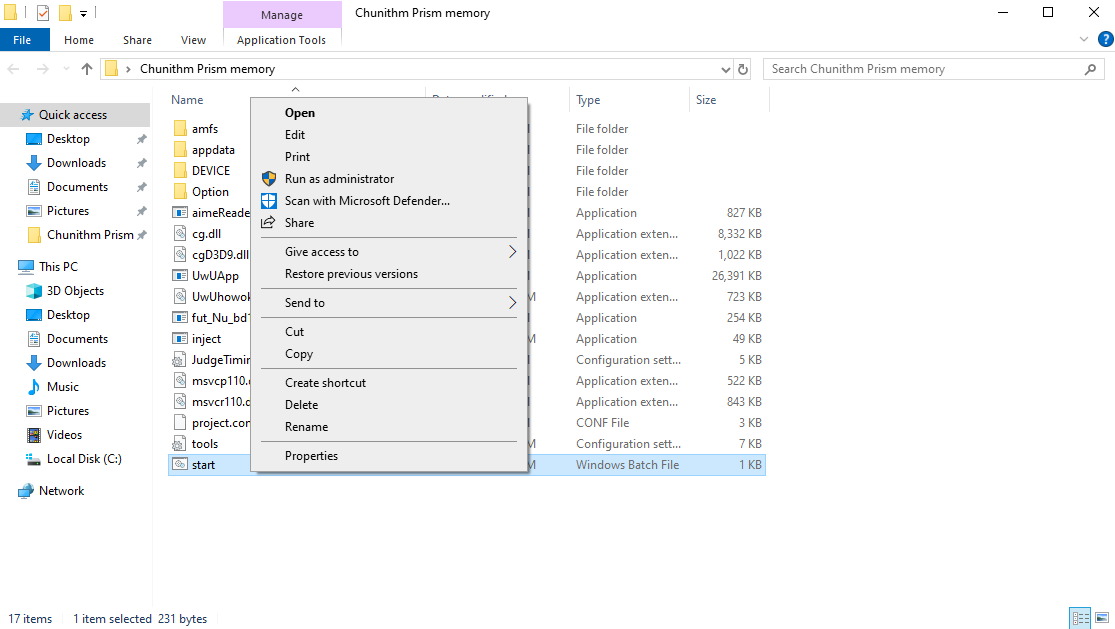 Manage
Chunithm Prism memory
File
Home
Share
View
Application Tools
Chunithm Prism memory
Search Chunithm Prism memory
Name
Type
Size
Quick access
Desktop
Downloads
Documents
Pictures
Chunithm Prism
This PC
3D Objects
Desktop
Documents
Downloads
Music
Pictures
Videos
Local Disk (C:)
Network
amfs File folder
appdata File folder
DEVICE File folder
Option File folder
aimeReade Application 827 KB
cg.dll Application exten... 8,332 KB
cgD3D9.dll Application exten... 1,022 KB
UwUApp Application 26,391 KB
UwUhowo Application exten... 723 KB
fut_Nu_bd Application 254 KB
inject Application 49 KB
JudgeTimin Configuration sett... 5 KB
msvcp110. Application exten... 522 KB
msvcr110. Application exten... 843 KB
project.con CONF File 3 KB
tools Configuration sett... 7 KB
start Windows Batch File 1 KB
Open
Edit
Print
Run as administrator
Scan with Microsoft Defender...
Share
Give access to
Restore previous versions
Send to
Cut
Copy
Create shortcut
Delete
Rename
Properties
17 items
1 item selected 231 bytes